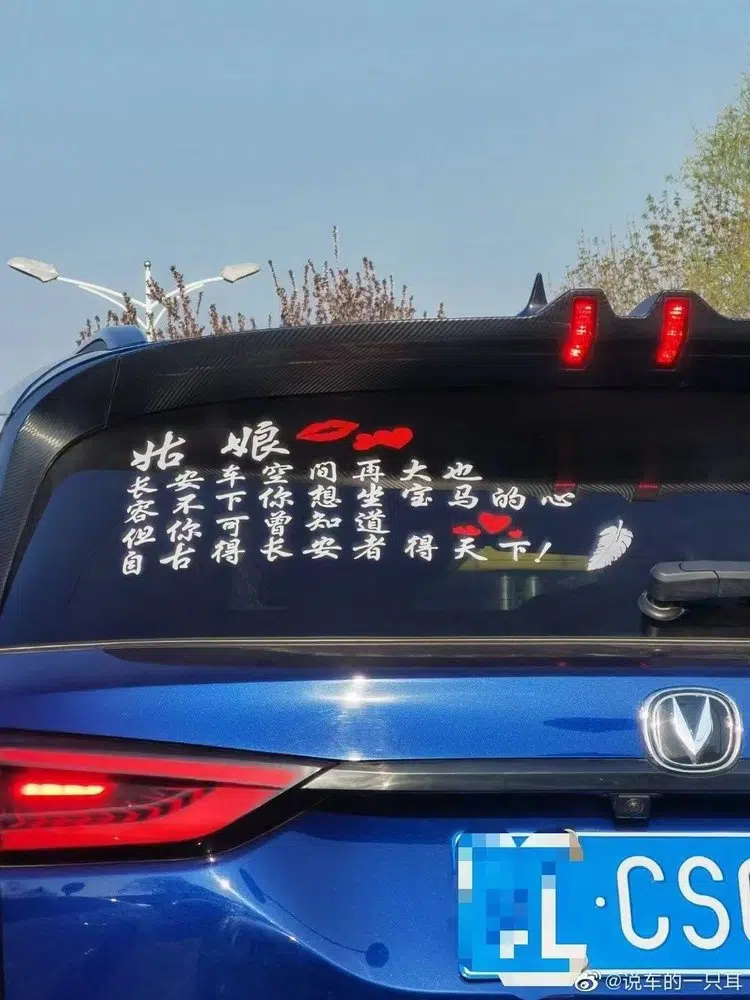 姑娘
长安车空间再大也
容不下你想坐宝马的心
但你可曾知道
自古得长安者得天下!
L·CS
@说车的一只耳